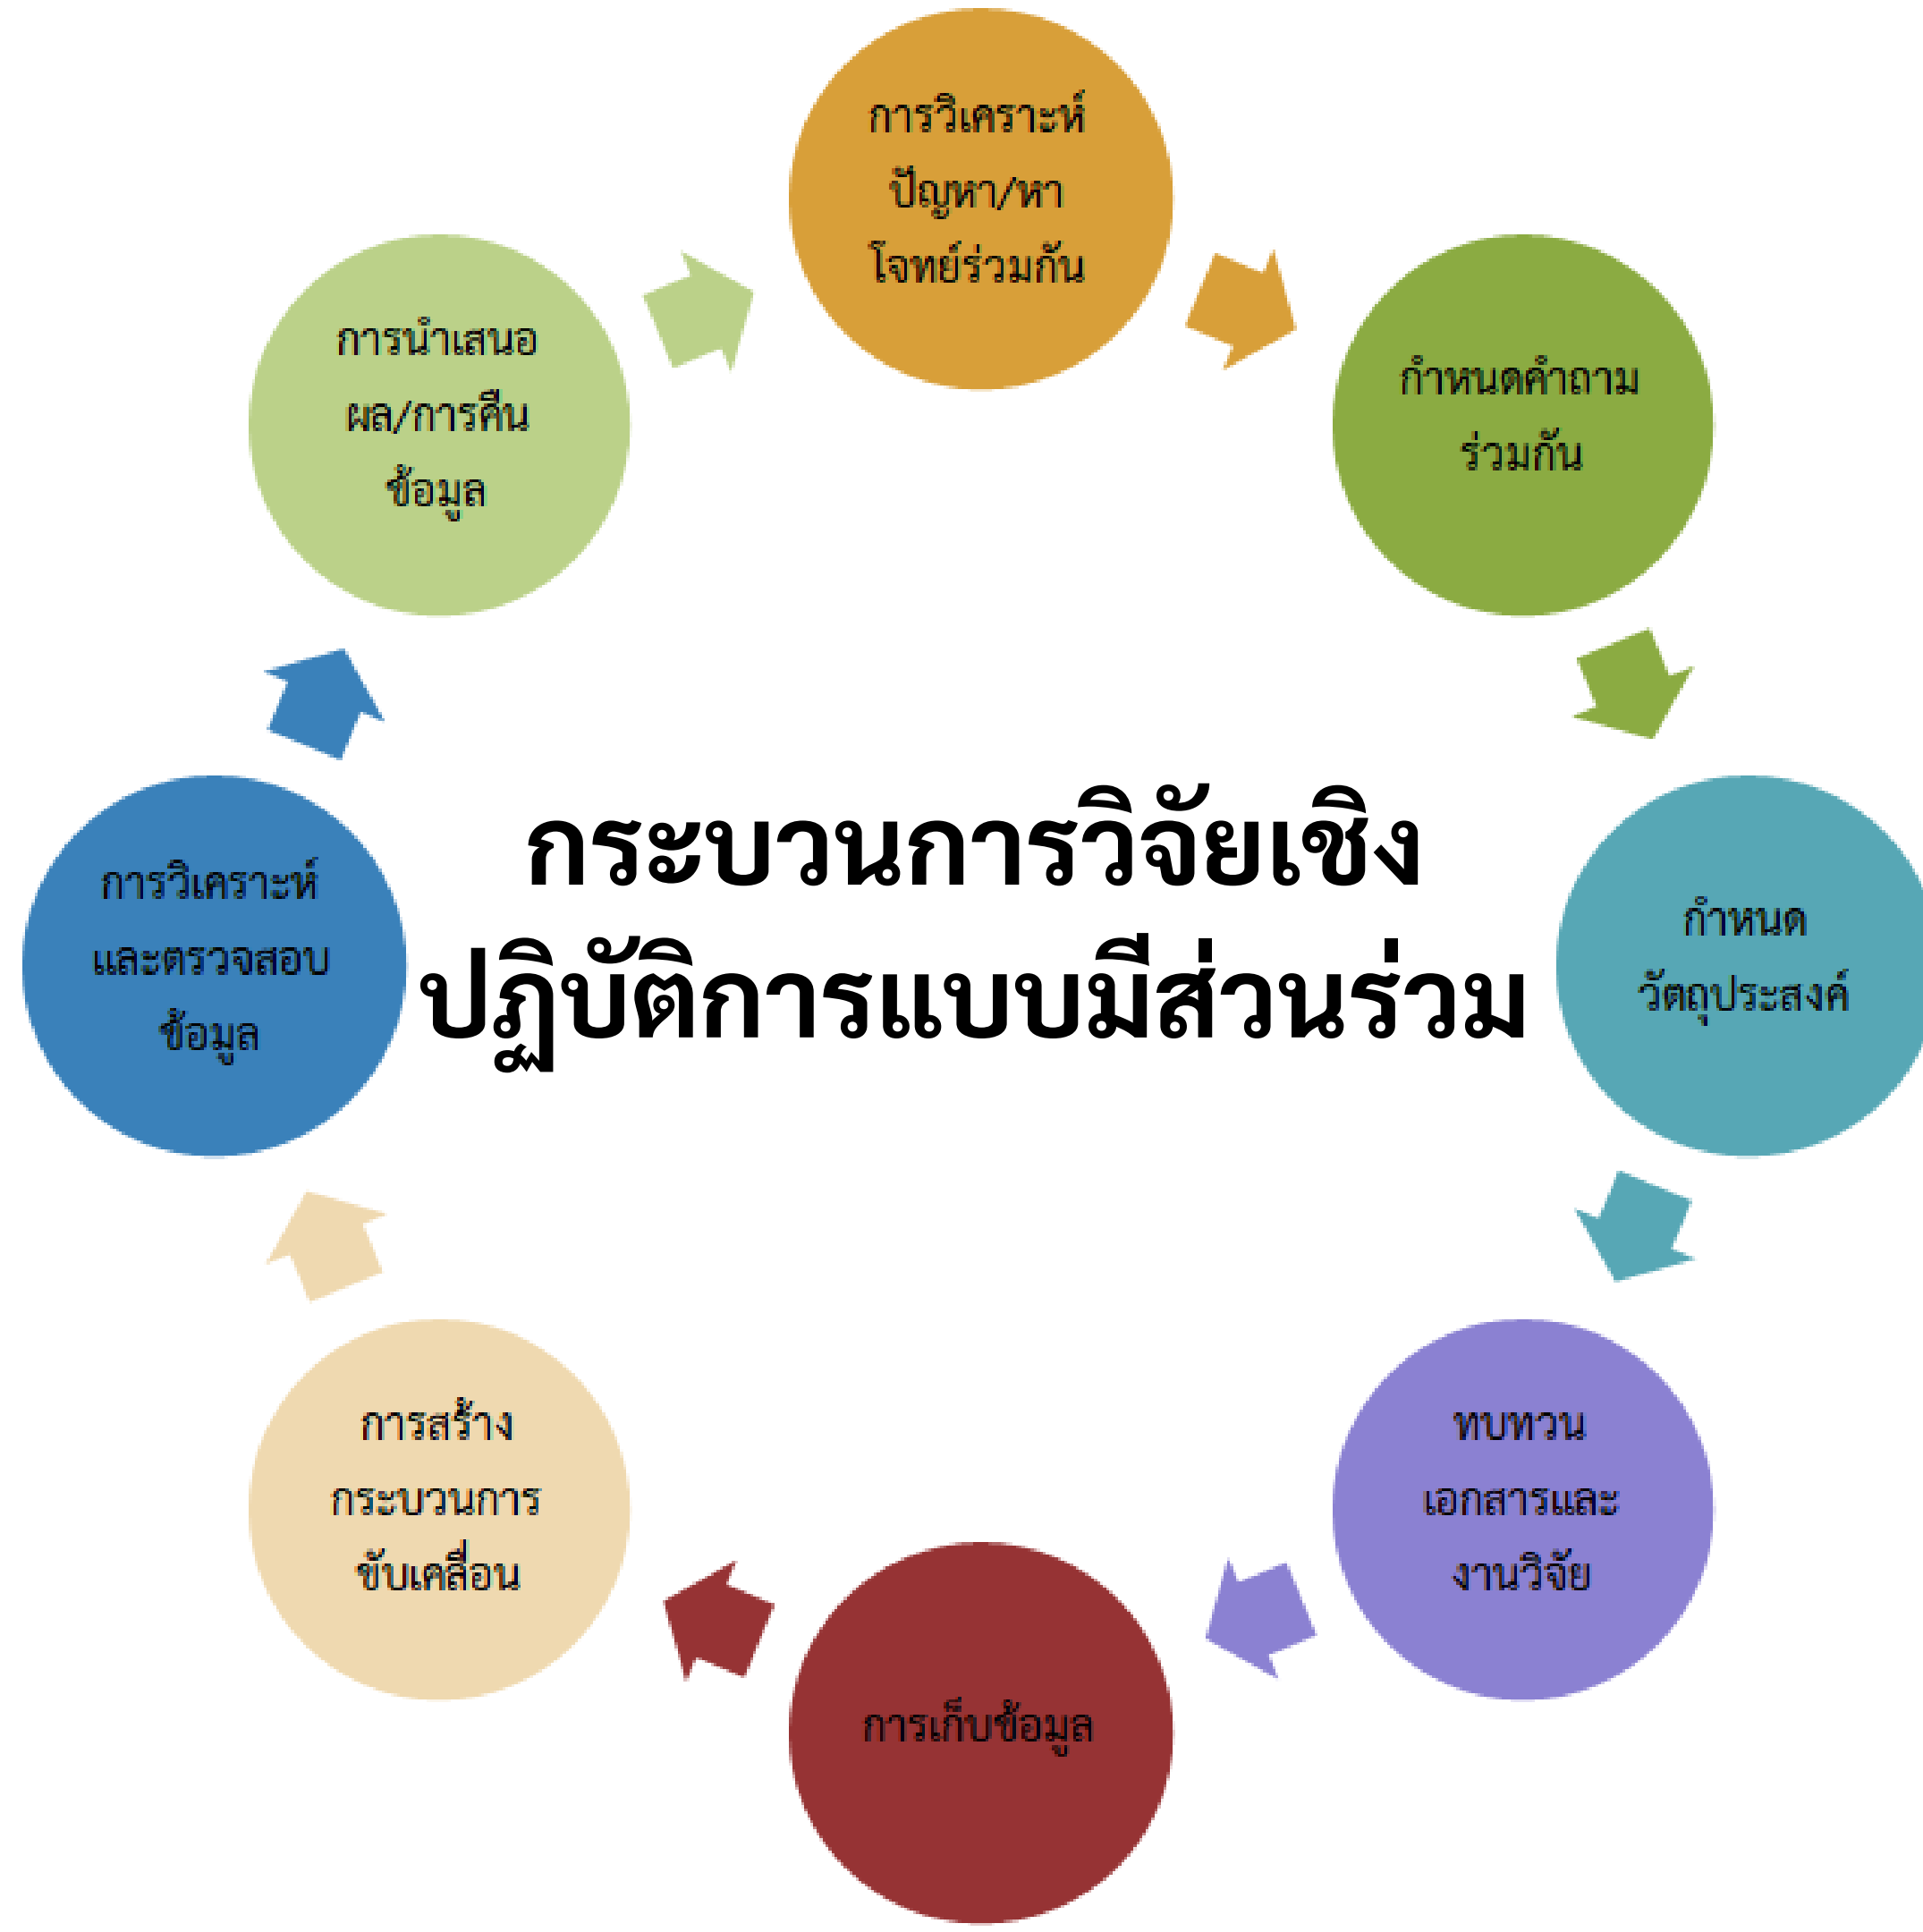 การวิเคราะห์
ปัญหา/หา
โจทย์ร่วมกัน
กำหนดคำถาม
ร่วมกัน
กำหนด
วัตถุประสงค์
ทบทวน
เอกสารและ
งานวิจัย
การเก็บข้อมูล
การสร้าง
กระบวนการ
ขับเคลื่อน
การวิเคราะห์
และตรวจสอบ
ข้อมูล
การนำเสนอ
ผล/การคืน
ข้อมูล
กระบวนการวิจัยเชิง
ปฏิบัติการแบบมีส่วนร่วม